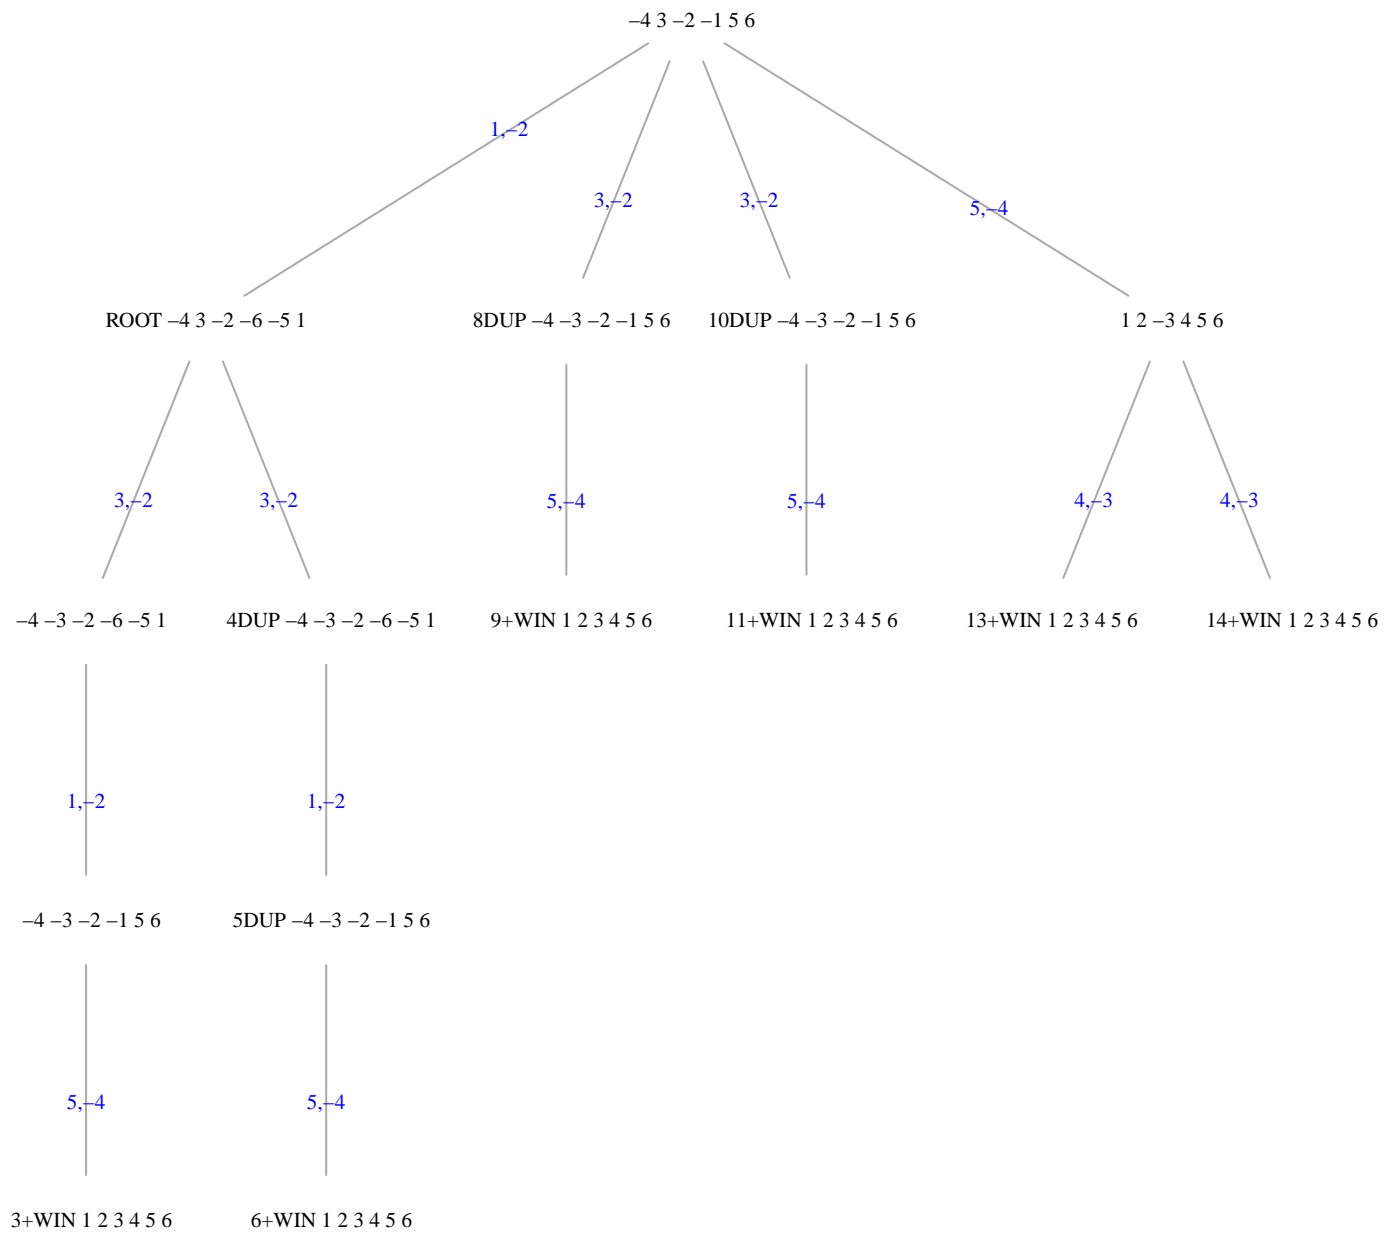 −4 3 −2 −1 5 6
1,−2
3,−2
3,−2
5,−4
ROOT −4 3 −2 −6 −5 1
8DUP −4 −3 −2 −1 5 6
10DUP −4 −3 −2 −1 5 6
1 2 −3 4 5 6
3,−2
3,−2
5,−4
5,−4
4,−3
4,−3
−4 −3 −2 −6 −5 1
4DUP −4 −3 −2 −6 −5 1
9+WIN 1 2 3 4 5 6
11+WIN 1 2 3 4 5 6
13+WIN 1 2 3 4 5 6
14+WIN 1 2 3 4 5 6
1,−2
1,−2
−4 −3 −2 −1 5 6
5DUP −4 −3 −2 −1 5 6
5,−4
5,−4
3+WIN 1 2 3 4 5 6
6+WIN 1 2 3 4 5 6